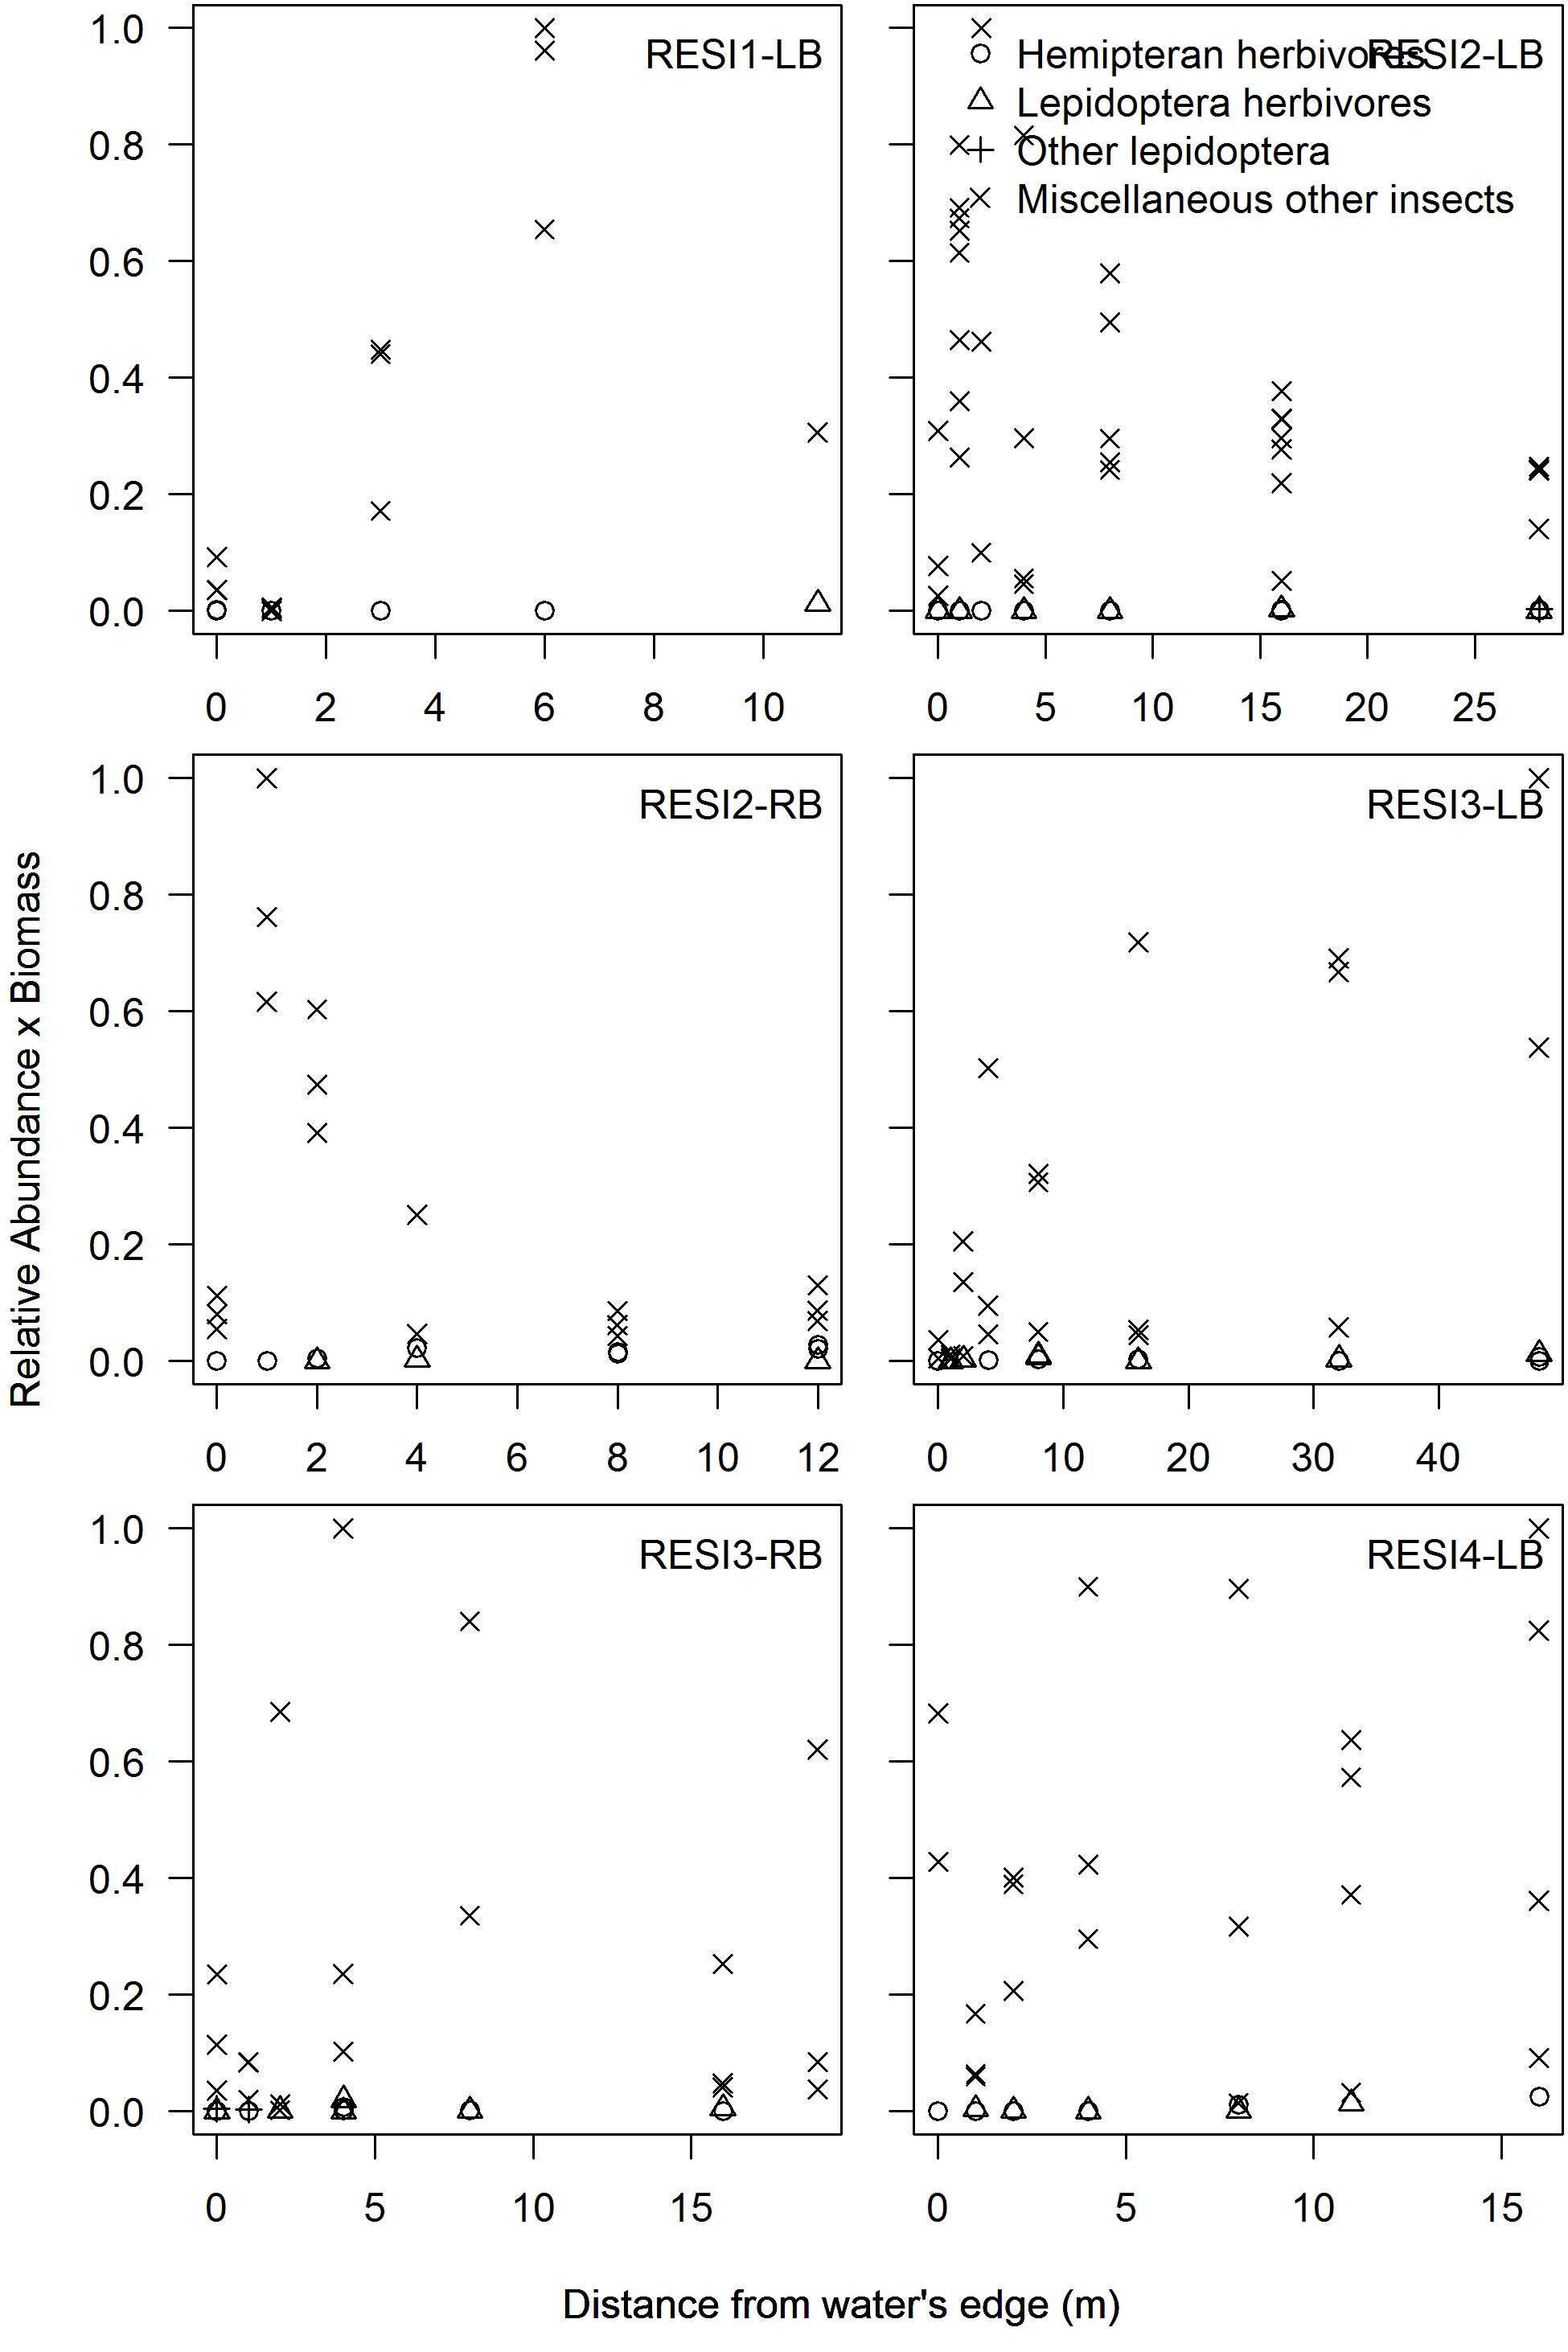 1.0
0.8
0.6
0.4
0.2
0.0
RESI1-LB
0 2 4 6 8 10
RESI2-LB
Hemipteran herbivores
Lepidoptera herbivores
Other lepidoptera
Miscellaneous other insects
0 5 10 15 20 25
Relative Abundance x Biomass
1.0
0.8
0.6
0.4
0.2
0.0
RESI2-RB
0 2 4 6 8 10 12
RESI3-LB
0 10 20 30 40
1.0
0.8
0.6
0.4
0.2
0.0
RESI3-RB
0 5 10 15
RESI4-LB
0 5 10 15
Distance from water's edge (m)